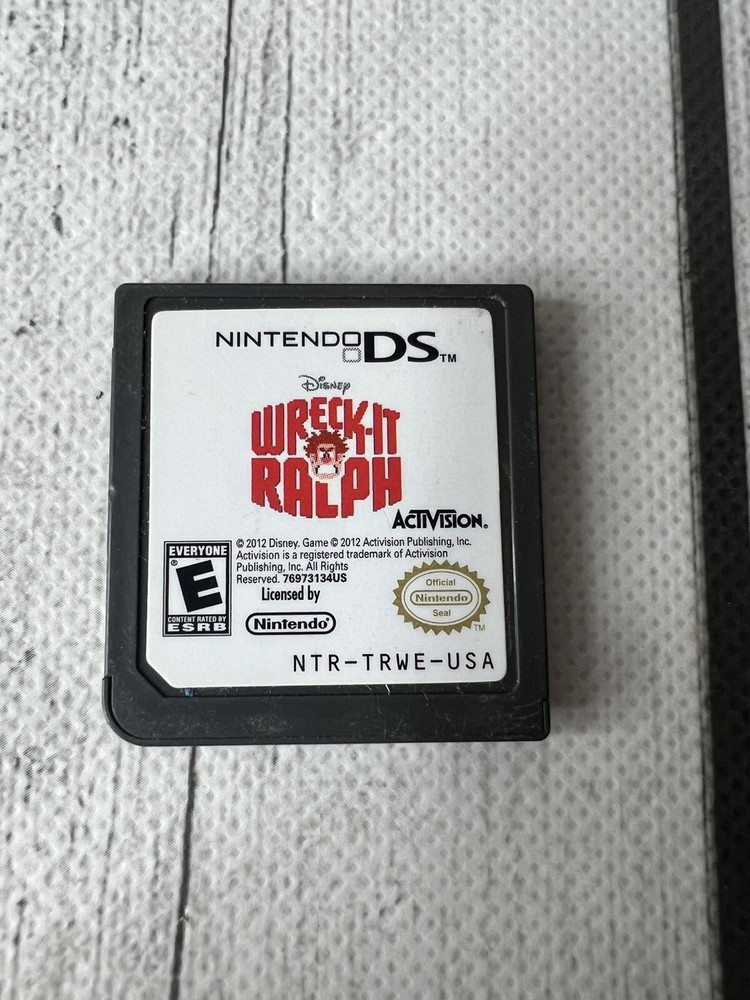 NINTENDO DS™
Disney
WRECK-IT
RALPH
ACTIVISION®
© 2012 Disney. Game © 2012 Activision Publishing, Inc.
Activision is a registered trademark of Activision
Publishing, Inc. All Rights
Reserved. 76973134US
Licensed by
Nintendo®
EVERYONE
E®
CONTENT RATED BY
ESRB
Official
Nintendo
Seal
TM
NTR-TRWE-USA